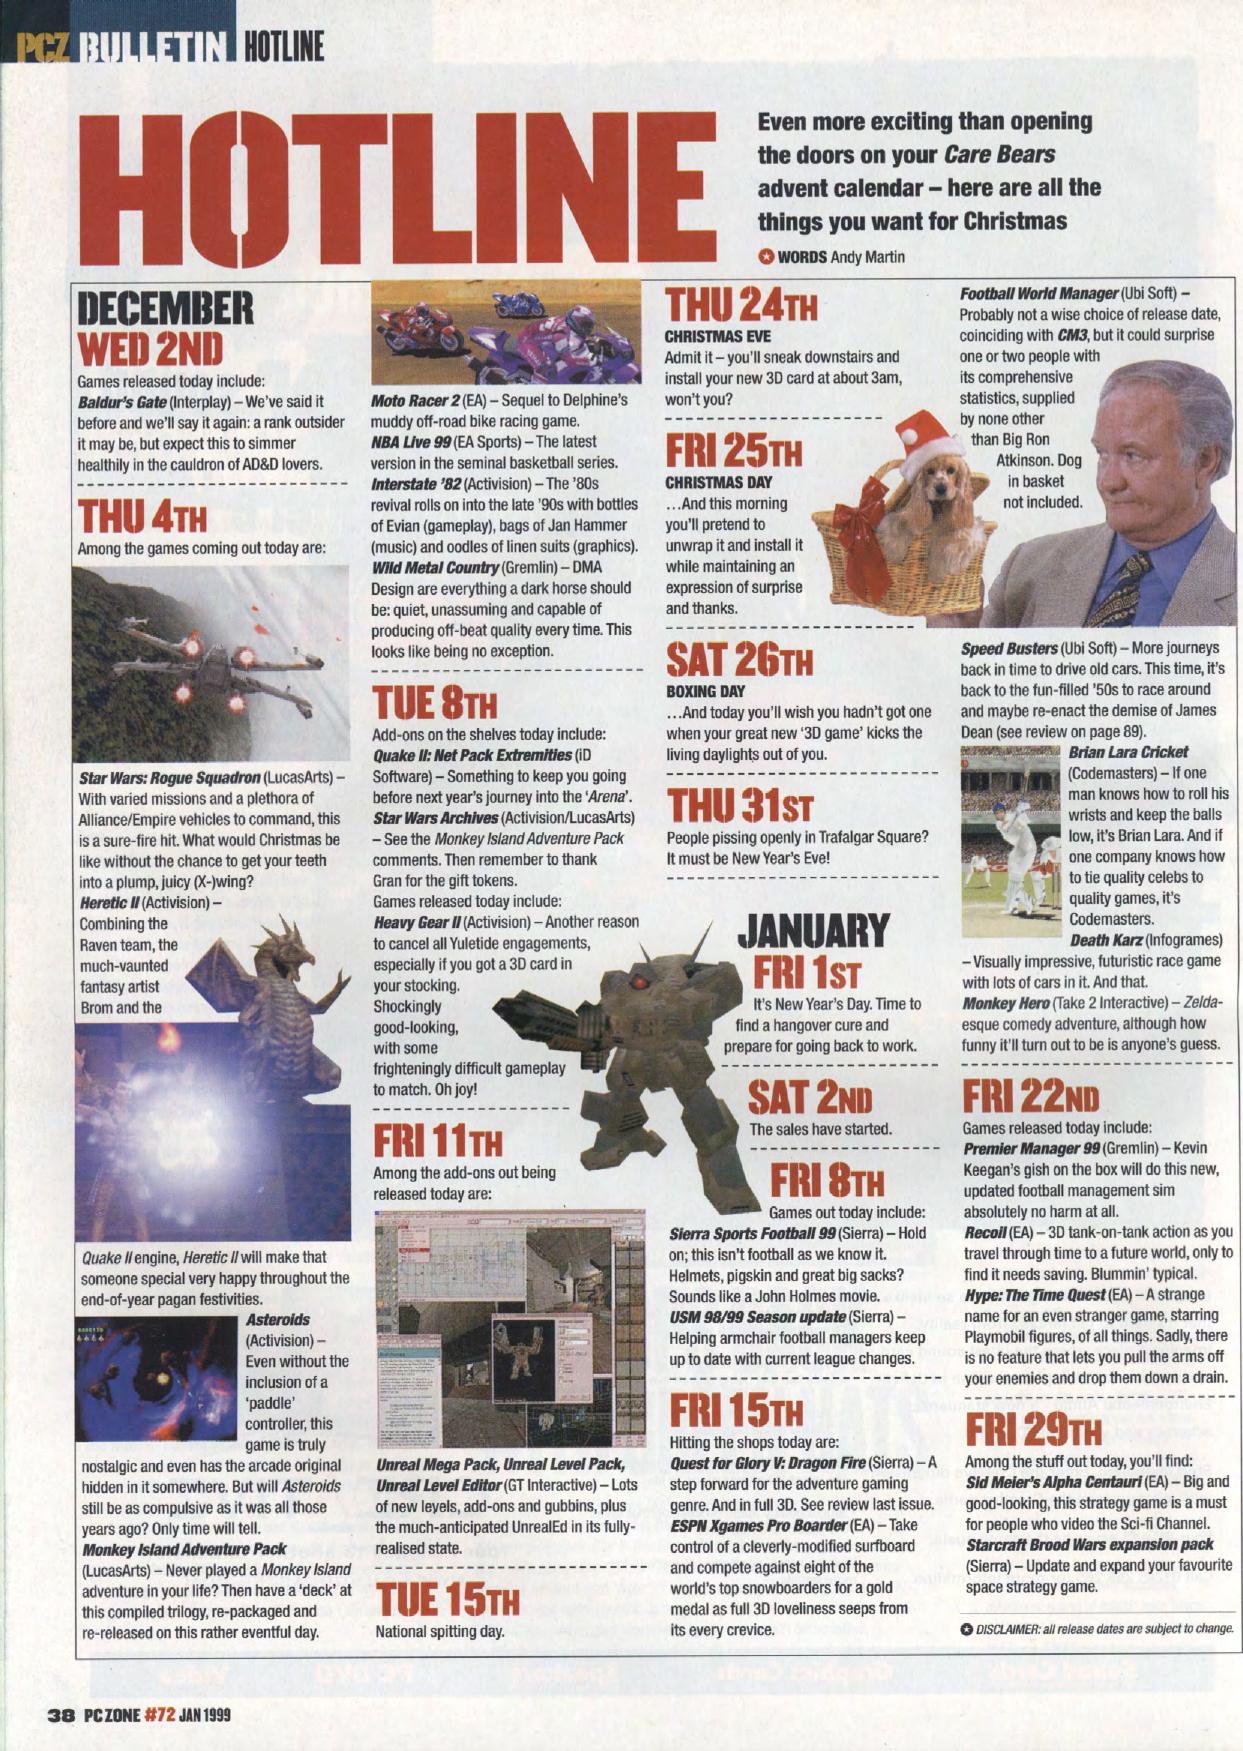 PCZ BULLETIN HOTLINE
HOTLINE
Even more exciting than opening
the doors on your Care Bears
advent calendar – here are all the
things you want for Christmas
WORDS Andy Martin
DECEMBER
WED 2ND
Games released today include:
Baldur's Gate (Interplay) – We've said it
before and we'll say it again: a rank outsider
it may be, but expect this to simmer
healthily in the cauldron of AD&D lovers.
THU 4TH
Among the games coming out today are:
Star Wars: Rogue Squadron (LucasArts) –
With varied missions and a plethora of
Alliance/Empire vehicles to command, this
is a sure-fire hit. What would Christmas be
like without the chance to get your teeth
into a plump, juicy (X-)wing?
Heretic II (Activision) –
Combining the
Raven team, the
much-vaunted
fantasy artist
Brom and the
Quake II engine, Heretic II will make that
someone special very happy throughout the
end-of-year pagan festivities.
Asteroids
(Activision) –
Even without the
inclusion of a
'paddle'
controller, this
game is truly
nostalgic and even has the arcade original
hidden in it somewhere. But will Asteroids
still be as compulsive as it was all those
years ago? Only time will tell.
Monkey Island Adventure Pack
(LucasArts) – Never played a Monkey Island
adventure in your life? Then have a 'deck' at
this compiled trilogy, re-packaged and
re-released on this rather eventful day.
Moto Racer 2 (EA) – Sequel to Delphine's
muddy off-road bike racing game.
NBA Live 99 (EA Sports) – The latest
version in the seminal basketball series.
Interstate '82 (Activision) – The '80s
revival rolls on into the late '90s with bottles
of Evian (gameplay), bags of Jan Hammer
(music) and oodles of linen suits (graphics).
Wild Metal Country (Gremlin) – DMA
Design are everything a dark horse should
be: quiet, unassuming and capable of
producing off-beat quality every time. This
looks like being no exception.
TUE 8TH
Add-ons on the shelves today include:
Quake II: Net Pack Extremities (iD
Software) – Something to keep you going
before next year's journey into the 'Arena'.
Star Wars Archives (Activision/LucasArts)
– See the Monkey Island Adventure Pack
comments. Then remember to thank
Gran for the gift tokens.
Games released today include:
Heavy Gear II (Activision) – Another reason
to cancel all Yuletide engagements,
especially if you got a 3D card in
your stocking.
Shockingly
good-looking,
with some
frighteningly difficult gameplay
to match. Oh joy!
FRI 11TH
Among the add-ons out being
released today are:
Unreal Mega Pack, Unreal Level Pack,
Unreal Level Editor (GT Interactive) – Lots
of new levels, add-ons and gubbins, plus
the much-anticipated UnrealEd in its fully-
realised state.
TUE 15TH
National spitting day.
THU 24TH
CHRISTMAS EVE
Admit it – you'll sneak downstairs and
install your new 3D card at about 3am,
won't you?
FRI 25TH
CHRISTMAS DAY
...And this morning
you'll pretend to
unwrap it and install it
while maintaining an
expression of surprise
and thanks.
SAT 26TH
BOXING DAY
...And today you'll wish you hadn't got one
when your great new '3D game' kicks the
living daylights out of you.
THU 31ST
People pissing openly in Trafalgar Square?
It must be New Year's Eve!
JANUARY
FRI 1ST
It's New Year's Day. Time to
find a hangover cure and
prepare for going back to work.
SAT 2ND
The sales have started.
FRI 8TH
Games out today include:
Sierra Sports Football 99 (Sierra) – Hold
on; this isn't football as we know it.
Helmets, pigskin and great big sacks?
Sounds like a John Holmes movie.
USM 98/99 Season update (Sierra) –
Helping armchair football managers keep
up to date with current league changes.
FRI 15TH
Hitting the shops today are:
Quest for Glory V: Dragon Fire (Sierra) – A
step forward for the adventure gaming
genre. And in full 3D. See review last issue.
ESPN Xgames Pro Boarder (EA) – Take
control of a cleverly-modified surfboard
and compete against eight of the
world's top snowboarders for a gold
medal as full 3D loveliness seeps from
its every crevice.
Football World Manager (Ubi Soft) –
Probably not a wise choice of release date,
coinciding with CM3, but it could surprise
one or two people with
its comprehensive
statistics, supplied
by none other
than Big Ron
Atkinson. Dog
in basket
not included.
Speed Busters (Ubi Soft) – More journeys
back in time to drive old cars. This time, it's
back to the fun-filled '50s to race around
and maybe re-enact the demise of James
Dean (see review on page 89).
Brian Lara Cricket
(Codemasters) – If one
man knows how to roll his
wrists and keep the balls
low, it's Brian Lara. And if
one company knows how
to tie quality celebs to
quality games, it's
Codemasters.
Death Karz (Infogrames)
– Visually impressive, futuristic race game
with lots of cars in it. And that.
Monkey Hero (Take 2 Interactive) – Zelda-
esque comedy adventure, although how
funny it'll turn out to be is anyone's guess.
FRI 22ND
Games released today include:
Premier Manager 99 (Gremlin) – Kevin
Keegan's gish on the box will do this new,
updated football management sim
absolutely no harm at all.
Recoil (EA) – 3D tank-on-tank action as you
travel through time to a future world, only to
find it needs saving. Blummin' typical.
Hype: The Time Quest (EA) – A strange
name for an even stranger game, starring
Playmobil figures, of all things. Sadly, there
is no feature that lets you pull the arms off
your enemies and drop them down a drain.
FRI 29TH
Among the stuff out today, you'll find:
Sid Meier's Alpha Centauri (EA) – Big and
good-looking, this strategy game is a must
for people who video the Sci-fi Channel.
Starcraft Brood Wars expansion pack
(Sierra) – Update and expand your favourite
space strategy game.
DISCLAIMER: all release dates are subject to change.
38 PC ZONE #72 JAN 1999